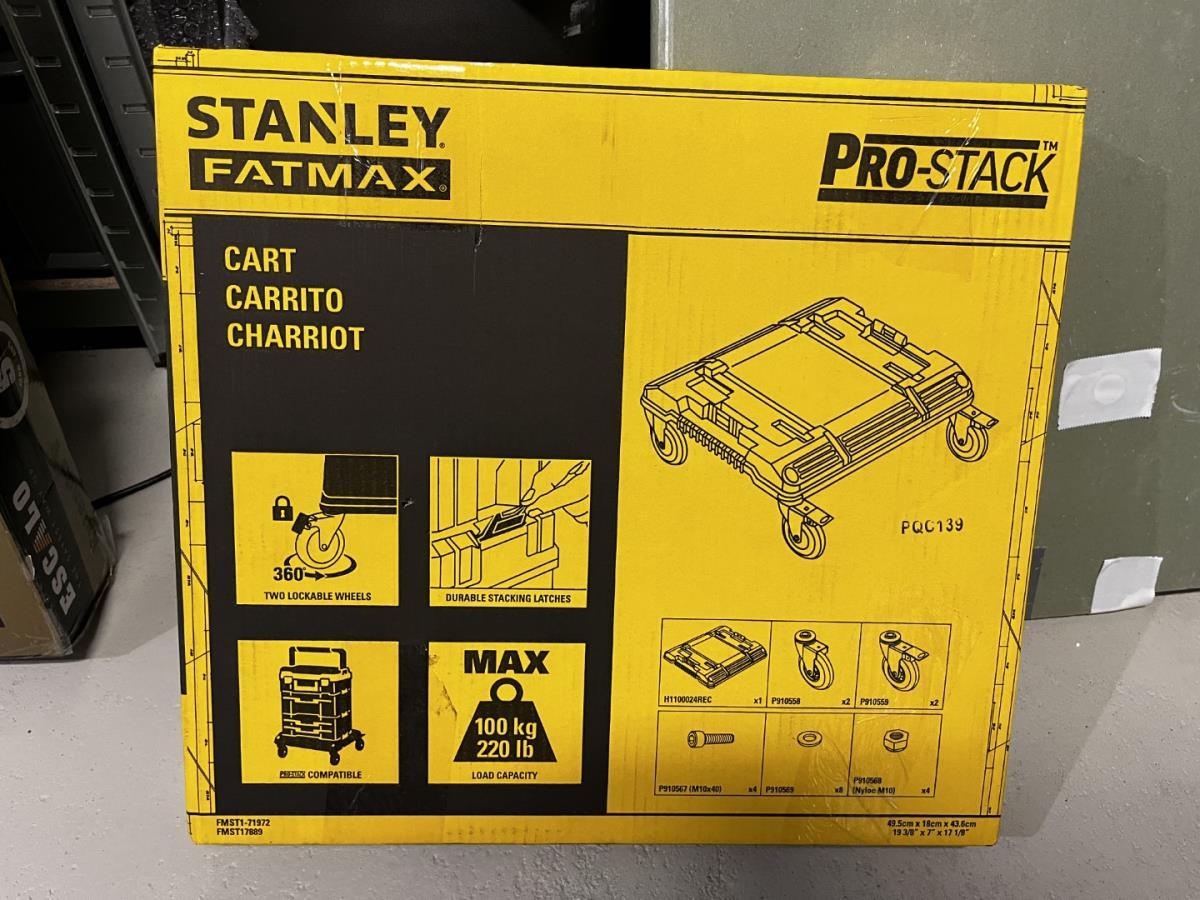 STANLEY®
FATMAX®
PRO-STACK™
CART
CARRITO
CHARRIOT
360°
TWO LOCKABLE WHEELS
DURABLE STACKING LATCHES
PRO-STACK COMPATIBLE
MAX
100 kg
220 lb
LOAD CAPACITY
PQC139
H1100024REC x1
P910558 x2
P910559 x2
P910567 (M10x40) x4
P910569 x8
P910568
(Nyloc M10) x4
FMST1-71972
FMST17889
49.5cm x 18cm x 43.6cm
19 3/8" x 7" x 17 1/8"